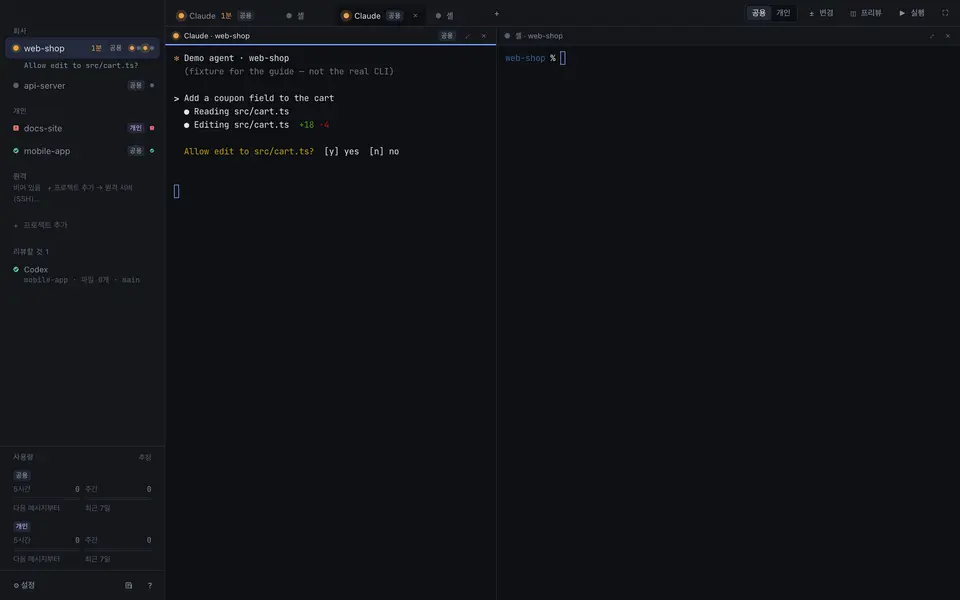 회사
web-shop 1분 공용
Allow edit to src/cart.ts?
api-server 공용
개인
docs-site 개인
mobile-app 공용
원격
비어 있음 + 프로젝트 추가 → 원격 서버
(SSH)…
+ 프로젝트 추가
리뷰할 것 1
Codex
mobile-app · 파일 8개 · main
사용량 추정
공용
5시간 0 주간 0
다음 메시지부터 최근 7일
개인
5시간 0 주간 0
다음 메시지부터 최근 7일
설정 ?
Claude 1분 공용
셸
Claude 공용 ×
셸
+
공용 개인 ± 변경 프리뷰 실행
Claude · web-shop 공용 ×
Demo agent · web-shop
(fixture for the guide — not the real CLI)
> Add a coupon field to the cart
● Reading src/cart.ts
● Editing src/cart.ts +18 -4
Allow edit to src/cart.ts? [y] yes [n] no
셸 · web-shop ×
web-shop %